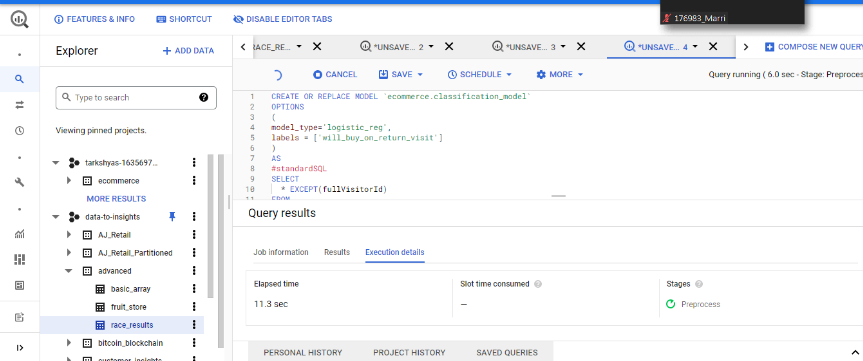 176983_Marri
FEATURES & INFO SHORTCUT DISABLE EDITOR TABS
Explorer + ADD DATA
Type to search
Viewing pinned projects.
tarkshyas-1635697...
ecommerce
MORE RESULTS
data-to-insights
AJ_Retail
AJ_Retail_Partitioned
advanced
basic_array
fruit_store
race_results
bitcoin_blockchain
customer_insights
RACE_RE... *UNSAVE... 2 *UNSAVE... 3 *UNSAVE... 4 COMPOSE NEW QUERY
CANCEL SAVE SCHEDULE MORE Query running ( 6.0 sec - Stage: Preproces
1 CREATE OR REPLACE MODEL `ecommerce.classification_model`
2 OPTIONS
3 (
4 model_type='logistic_reg',
5 labels = ['will_buy_on_return_visit']
6 )
7 AS
8 #standardSQL
9 SELECT
10 * EXCEPT(fullVisitorId)
11 FROM
Query results
Job information Results Execution details
Elapsed time Slot time consumed Stages
11.3 sec — Preprocess
PERSONAL HISTORY PROJECT HISTORY SAVED QUERIES